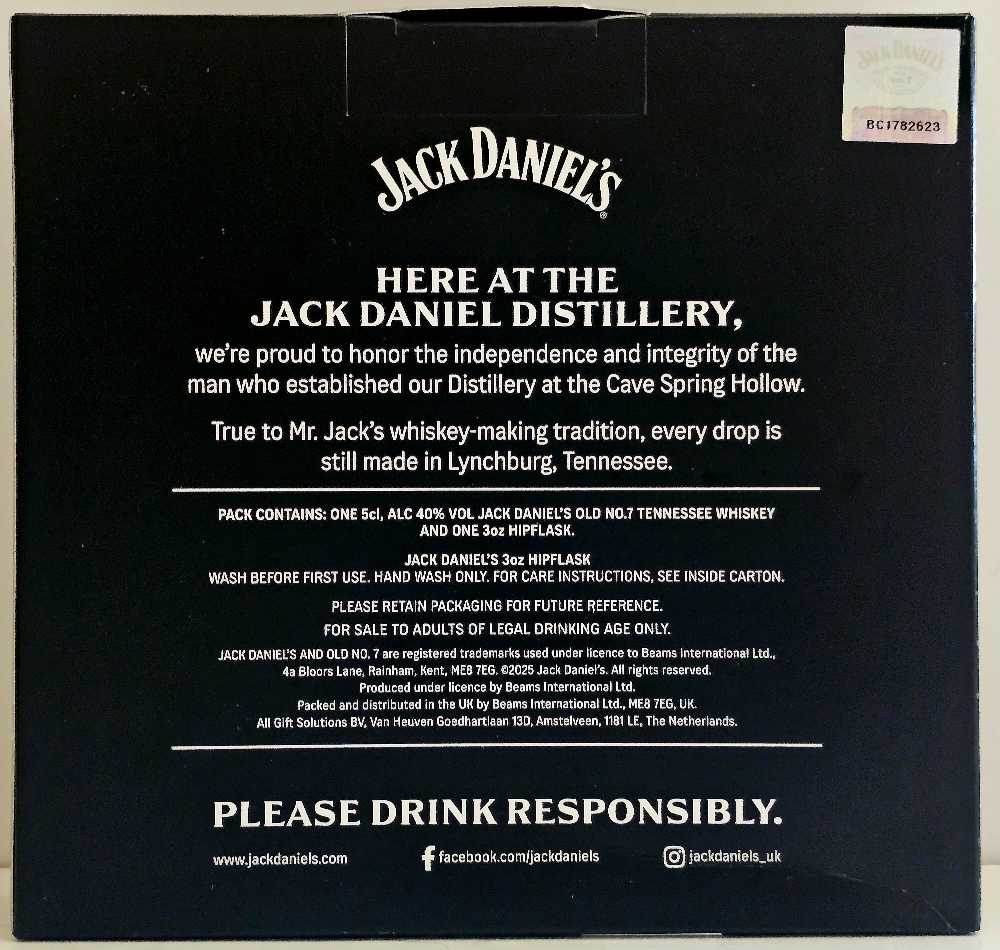 JACK DANIEL'S
BC1782623
JACK DANIEL'S
®
HERE AT THE
JACK DANIEL DISTILLERY,
we're proud to honor the independence and integrity of the
man who established our Distillery at the Cave Spring Hollow.
True to Mr. Jack's whiskey-making tradition, every drop is
still made in Lynchburg, Tennessee.
PACK CONTAINS: ONE 5cl, ALC 40% VOL JACK DANIEL'S OLD NO.7 TENNESSEE WHISKEY
AND ONE 3oz HIPFLASK.
JACK DANIEL'S 3oz HIPFLASK
WASH BEFORE FIRST USE. HAND WASH ONLY. FOR CARE INSTRUCTIONS, SEE INSIDE CARTON.
PLEASE RETAIN PACKAGING FOR FUTURE REFERENCE.
FOR SALE TO ADULTS OF LEGAL DRINKING AGE ONLY.
JACK DANIEL'S AND OLD NO. 7 are registered trademarks used under licence to Beams International Ltd.,
4a Bloors Lane, Rainham, Kent, ME8 7EG. ©2025 Jack Daniel's. All rights reserved.
Produced under licence by Beams International Ltd.
Packed and distributed in the UK by Beams International Ltd., ME8 7EG, UK.
All Gift Solutions BV, Van Heuven Goedhartlaan 13D, Amstelveen, 1181 LE, The Netherlands.
PLEASE DRINK RESPONSIBLY.
www.jackdaniels.com facebook.com/jackdaniels jackdaniels_uk